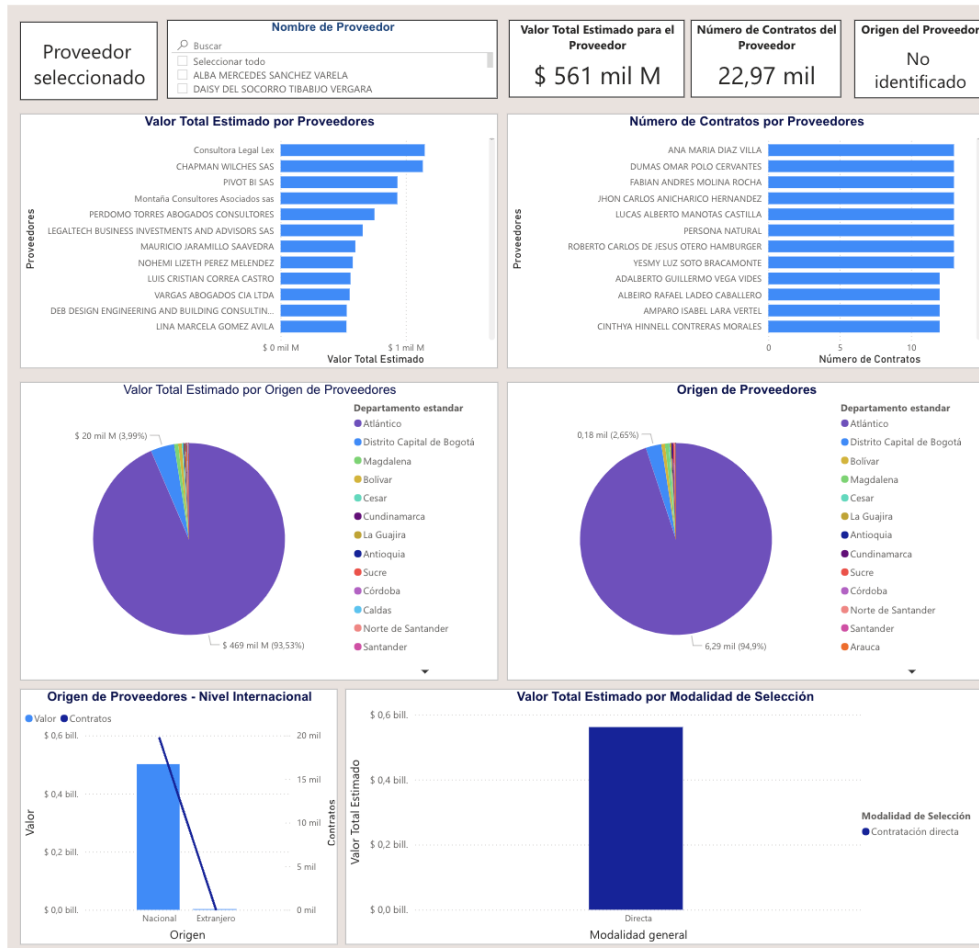 Proveedor
seleccionado
Nombre de Proveedor
Buscar
Seleccionar todo
ALBA MERCEDES SANCHEZ VARELA
DAISY DEL SOCORRO TIBABIJO VERGARA
Valor Total Estimado para el
Proveedor
$ 561 mil M
Número de Contratos del
Proveedor
22,97 mil
Origen del Proveedor
No
identificado
Valor Total Estimado por Proveedores
Proveedores
Consultora Legal Lex
CHAPMAN WILCHES SAS
PIVOT BI SAS
Montaña Consultores Asociados sas
PERDOMO TORRES ABOGADOS CONSULTORES
LEGALTECH BUSINESS INVESTMENTS AND ADVISORS SAS
MAURICIO JARAMILLO SAAVEDRA
NOHEMI LIZETH PEREZ MELENDEZ
LUIS CRISTIAN CORREA CASTRO
VARGAS ABOGADOS CIA LTDA
DEB DESIGN ENGINEERING AND BUILDING CONSULTIN...
LINA MARCELA GOMEZ AVILA
$ 0 mil M
$ 1 mil M
Valor Total Estimado
Número de Contratos por Proveedores
Proveedores
ANA MARIA DIAZ VILLA
DUMAS OMAR POLO CERVANTES
FABIAN ANDRES MOLINA ROCHA
JHON CARLOS ANICHARICO HERNANDEZ
LUCAS ALBERTO MANOTAS CASTILLA
PERSONA NATURAL
ROBERTO CARLOS DE JESUS OTERO HAMBURGER
YESMY LUZ SOTO BRACAMONTE
ADALBERTO GUILLERMO VEGA VIDES
ALBEIRO RAFAEL LADEO CABALLERO
AMPARO ISABEL LARA VERTEL
CINTHYA HINNELL CONTRERAS MORALES
0
5
10
Número de Contratos
Valor Total Estimado por Origen de Proveedores
$ 20 mil M (3,99%)
$ 469 mil M (93,53%)
Departamento estandar
Atlántico
Distrito Capital de Bogotá
Magdalena
Bolívar
Cesar
Cundinamarca
La Guajira
Antioquia
Sucre
Córdoba
Caldas
Norte de Santander
Santander
Origen de Proveedores
0,18 mil (2,65%)
6,29 mil (94,9%)
Departamento estandar
Atlántico
Distrito Capital de Bogotá
Bolívar
Magdalena
Cesar
La Guajira
Antioquia
Cundinamarca
Sucre
Córdoba
Norte de Santander
Santander
Arauca
Origen de Proveedores - Nivel Internacional
Valor
Contratos
Valor
$ 0,6 bill.
$ 0,4 bill.
$ 0,2 bill.
$ 0,0 bill.
20 mil
15 mil
10 mil
5 mil
0 mil
Contratos
Nacional
Extranjero
Origen
Valor Total Estimado por Modalidad de Selección
Valor Total Estimado
$ 0,6 bill.
$ 0,4 bill.
$ 0,2 bill.
$ 0,0 bill.
Directa
Modalidad general
Modalidad de Selección
Contratación directa